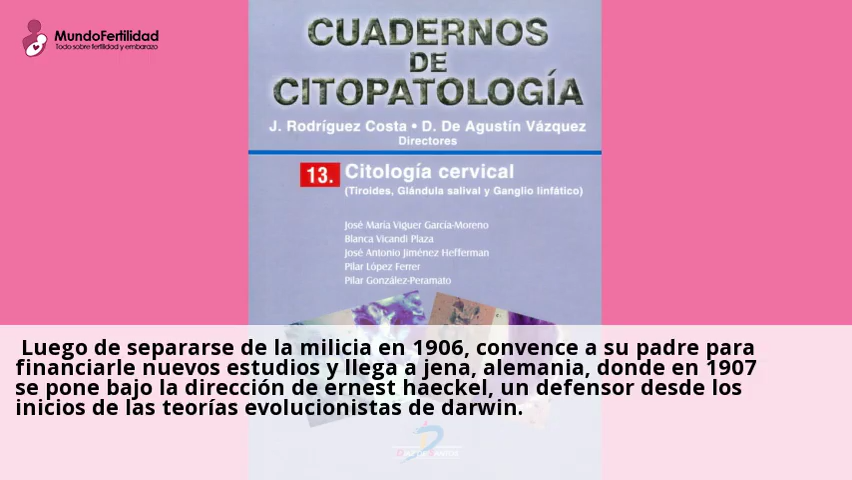 MundoFertilidad
Todo sobre fertilidad y embarazo
CUADERNOS
DE
CITOPATOLOGÍA
J. Rodríguez Costa • D. De Agustín Vázquez
Directores
13. Citología cervical
(Tiroides, Glándula salival y Ganglio linfático)
José María Viguer García-Moreno
Blanca Vicandi Plaza
José Antonio Jiménez Hefferman
Pilar López Ferrer
Pilar González-Peramato
Luego de separarse de la milicia en 1906, convence a su padre para
financiarle nuevos estudios y llega a jena, alemania, donde en 1907
se pone bajo la dirección de ernest haeckel, un defensor desde los
inicios de las teorías evolucionistas de darwin.